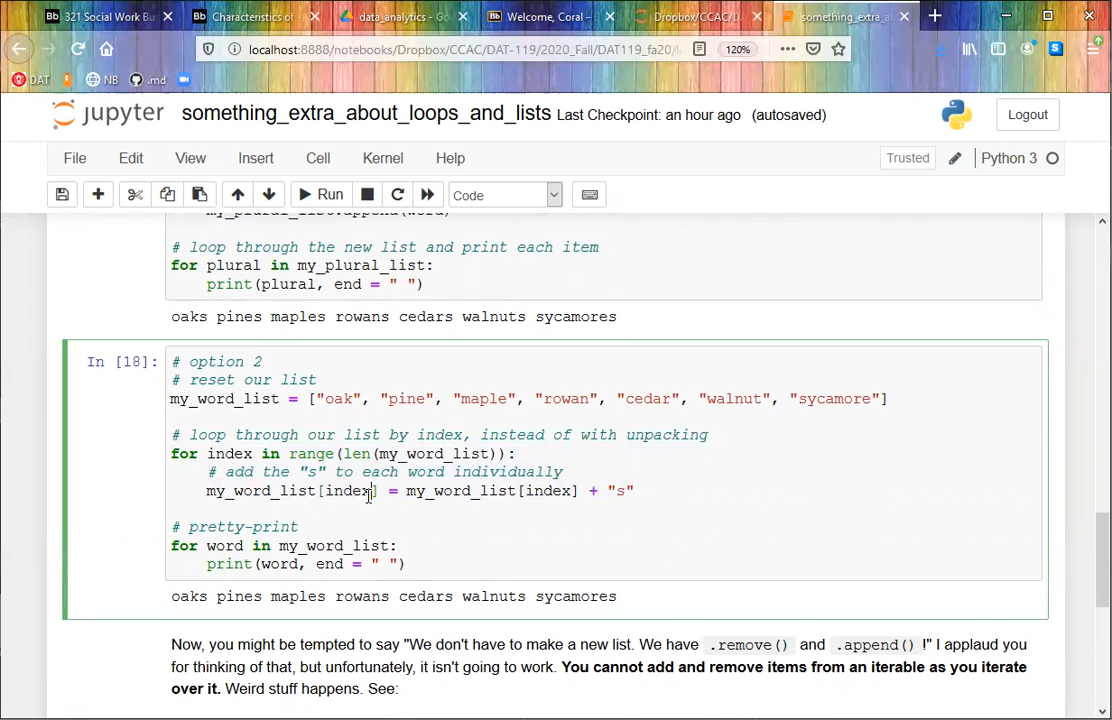 321 Social Work Bu
Characteristics of
data_analytics - Go
Welcome, Coral –
Dropbox/CCAC/D
something_extra_a
localhost:8888/notebooks/Dropbox/CCAC/DAT-119/2020_Fall/DAT119_fa20/l
120%
DAT
NB
.md
jupyter something_extra_about_loops_and_lists Last Checkpoint: an hour ago (autosaved)
Logout
File Edit View Insert Cell Kernel Help
Trusted
Python 3
Run
Code
my_plural_list.append(word)
# loop through the new list and print each item
for plural in my_plural_list:
print(plural, end = " ")
oaks pines maples rowans cedars walnuts sycamores
In [18]:
# option 2
# reset our list
my_word_list = ["oak", "pine", "maple", "rowan", "cedar", "walnut", "sycamore"]
# loop through our list by index, instead of with unpacking
for index in range(len(my_word_list)):
# add the "s" to each word individually
my_word_list[index] = my_word_list[index] + "s"
# pretty-print
for word in my_word_list:
print(word, end = " ")
oaks pines maples rowans cedars walnuts sycamores
Now, you might be tempted to say "We don't have to make a new list. We have .remove() and .append() !" I applaud you
for thinking of that, but unfortunately, it isn't going to work. You cannot add and remove items from an iterable as you iterate
over it. Weird stuff happens. See: